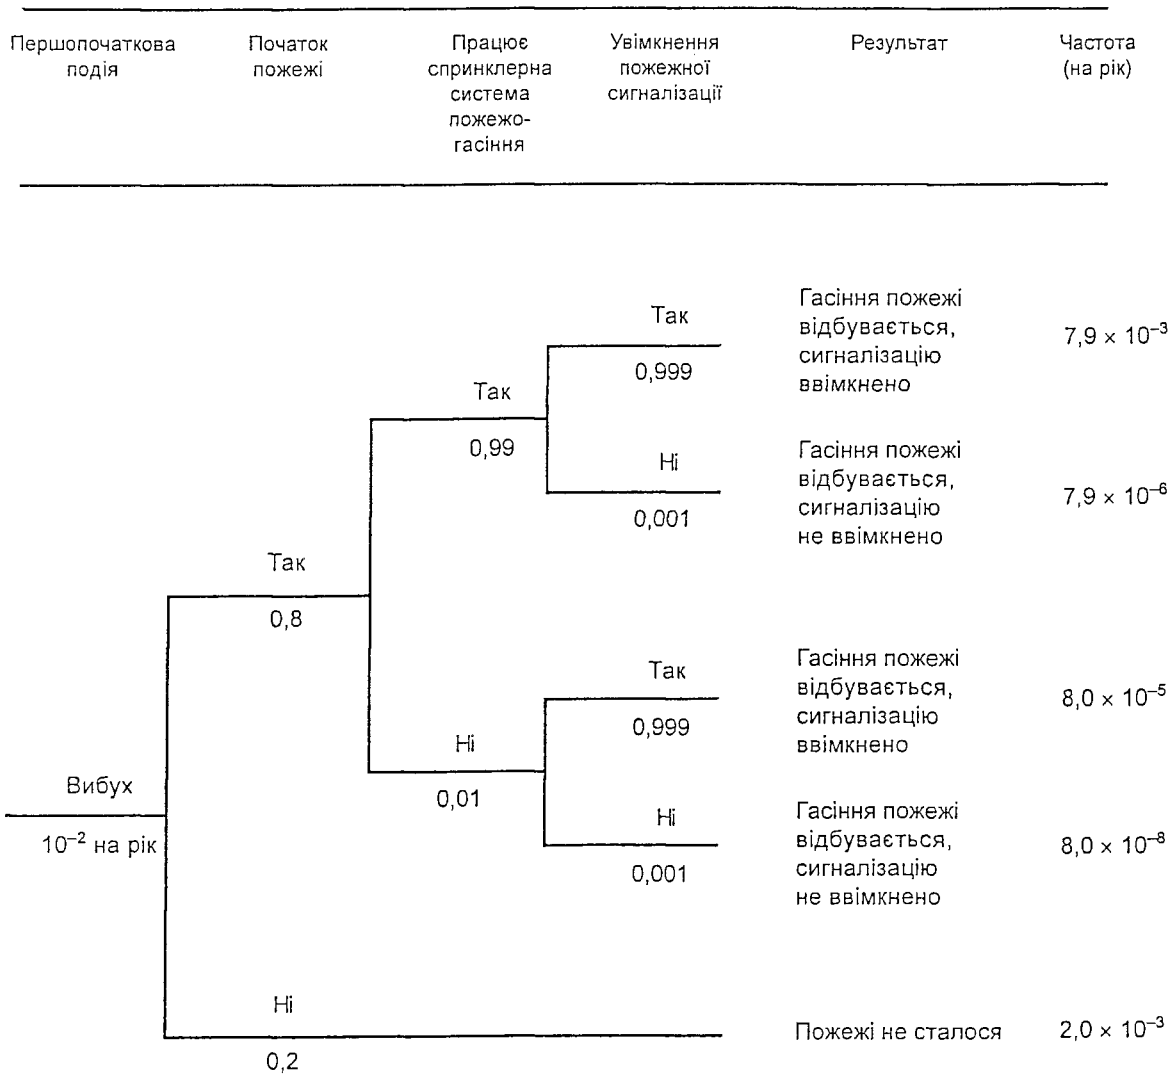 Першопочаткова
подія
Початок
пожежі
Працює
спринклерна
система
пожежо-
гасіння
Увімкнення
пожежної
сигналізації
Результат
Частота
(на рік)
Так
0,999
Гасіння пожежі
відбувається,
сигналізацію
ввімкнено
7,9 × 10⁻³
Так
0,99
Ні
0,001
Гасіння пожежі
відбувається,
сигналізацію
не ввімкнено
7,9 × 10⁻⁶
Так
0,8
Так
0,999
Гасіння пожежі
відбувається,
сигналізацію
ввімкнено
8,0 × 10⁻⁵
Ні
0,01
Вибух
10⁻² на рік
Ні
0,001
Гасіння пожежі
відбувається,
сигналізацію
не ввімкнено
8,0 × 10⁻⁸
Ні
0,2
Пожежі не сталося
2,0 × 10⁻³